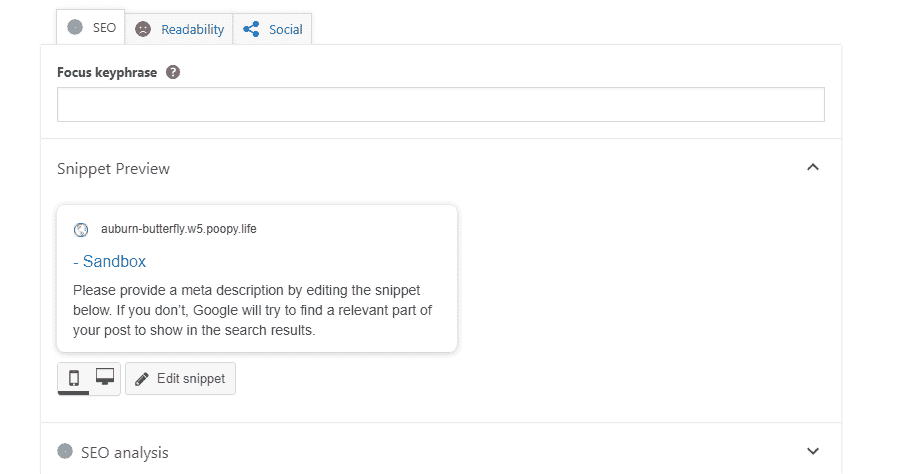 SEO
Readability
Social
Focus keyphrase ?
Snippet Preview
auburn-butterfly.w5.poopy.life
- Sandbox
Please provide a meta description by editing the snippet
below. If you don’t, Google will try to find a relevant part of
your post to show in the search results.
Edit snippet
SEO analysis